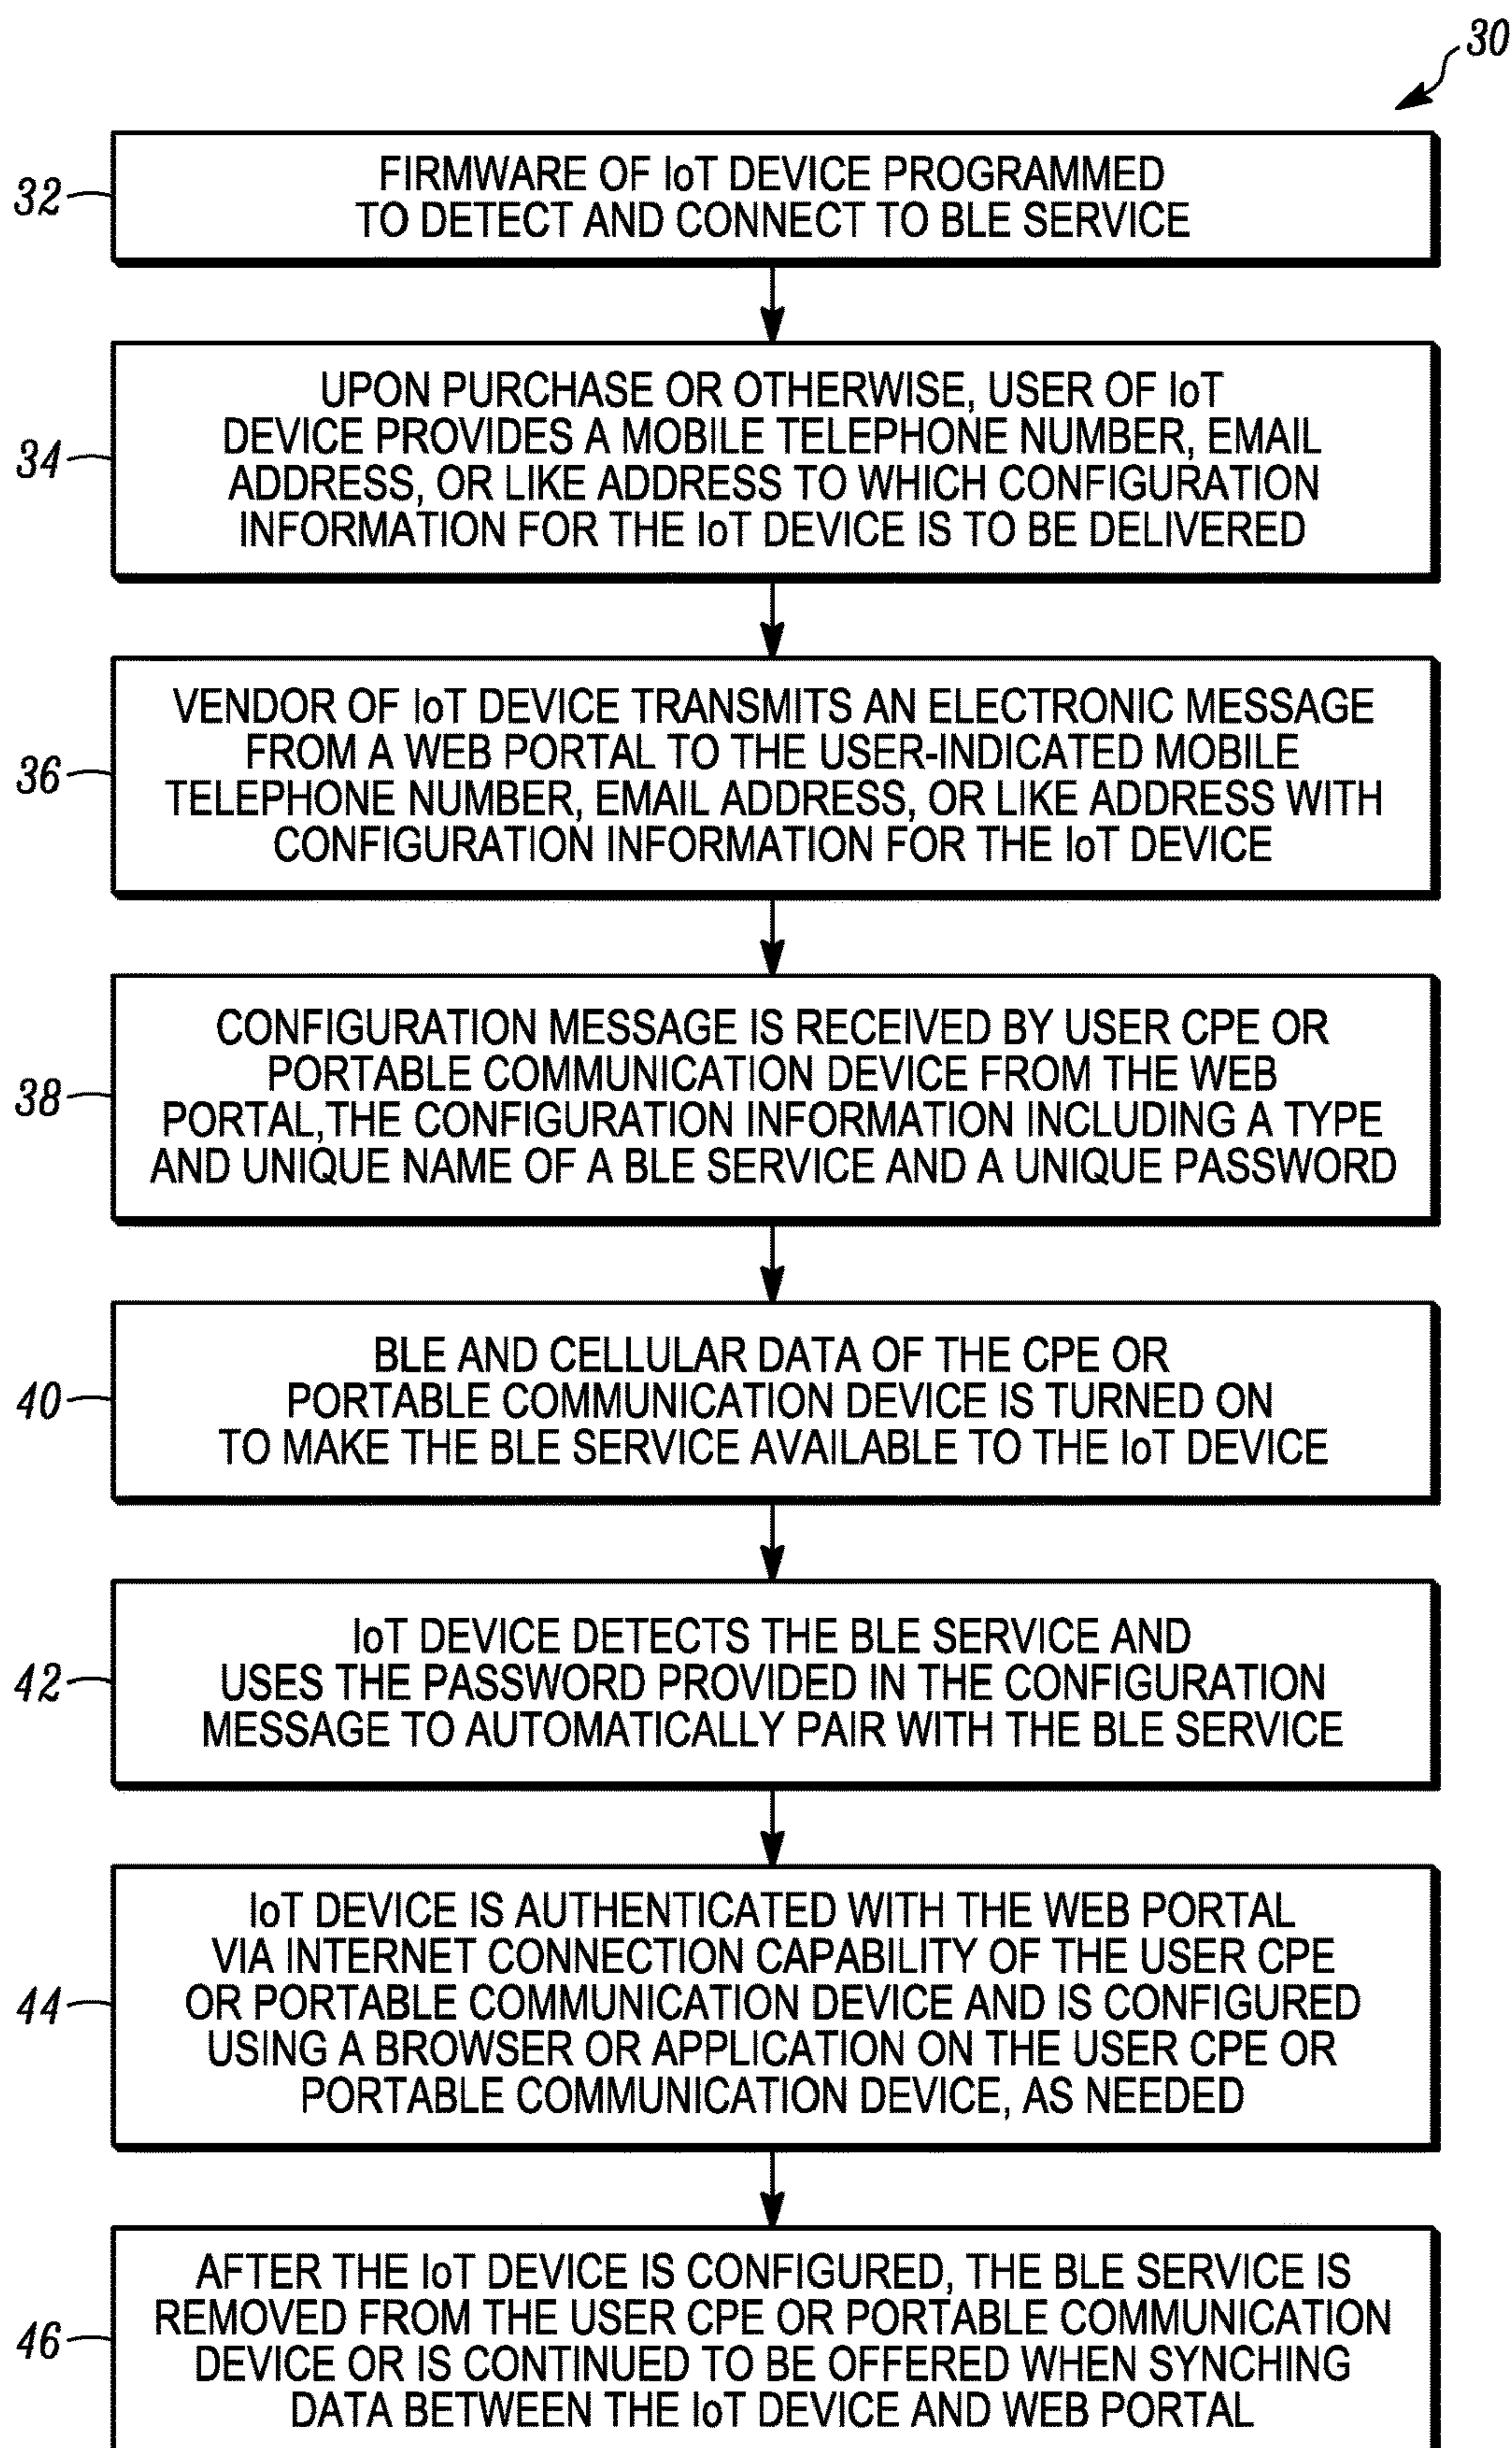 30
32
FIRMWARE OF IoT DEVICE PROGRAMMED
TO DETECT AND CONNECT TO BLE SERVICE
34
UPON PURCHASE OR OTHERWISE, USER OF IoT
DEVICE PROVIDES A MOBILE TELEPHONE NUMBER, EMAIL
ADDRESS, OR LIKE ADDRESS TO WHICH CONFIGURATION
INFORMATION FOR THE IoT DEVICE IS TO BE DELIVERED
36
VENDOR OF IoT DEVICE TRANSMITS AN ELECTRONIC MESSAGE
FROM A WEB PORTAL TO THE USER-INDICATED MOBILE
TELEPHONE NUMBER, EMAIL ADDRESS, OR LIKE ADDRESS WITH
CONFIGURATION INFORMATION FOR THE IoT DEVICE
38
CONFIGURATION MESSAGE IS RECEIVED BY USER CPE OR
PORTABLE COMMUNICATION DEVICE FROM THE WEB
PORTAL,THE CONFIGURATION INFORMATION INCLUDING A TYPE
AND UNIQUE NAME OF A BLE SERVICE AND A UNIQUE PASSWORD
40
BLE AND CELLULAR DATA OF THE CPE OR
PORTABLE COMMUNICATION DEVICE IS TURNED ON
TO MAKE THE BLE SERVICE AVAILABLE TO THE IoT DEVICE
42
IoT DEVICE DETECTS THE BLE SERVICE AND
USES THE PASSWORD PROVIDED IN THE CONFIGURATION
MESSAGE TO AUTOMATICALLY PAIR WITH THE BLE SERVICE
44
IoT DEVICE IS AUTHENTICATED WITH THE WEB PORTAL
VIA INTERNET CONNECTION CAPABILITY OF THE USER CPE
OR PORTABLE COMMUNICATION DEVICE AND IS CONFIGURED
USING A BROWSER OR APPLICATION ON THE USER CPE OR
PORTABLE COMMUNICATION DEVICE, AS NEEDED
46
AFTER THE IoT DEVICE IS CONFIGURED, THE BLE SERVICE IS
REMOVED FROM THE USER CPE OR PORTABLE COMMUNICATION
DEVICE OR IS CONTINUED TO BE OFFERED WHEN SYNCHING
DATA BETWEEN THE IoT DEVICE AND WEB PORTAL